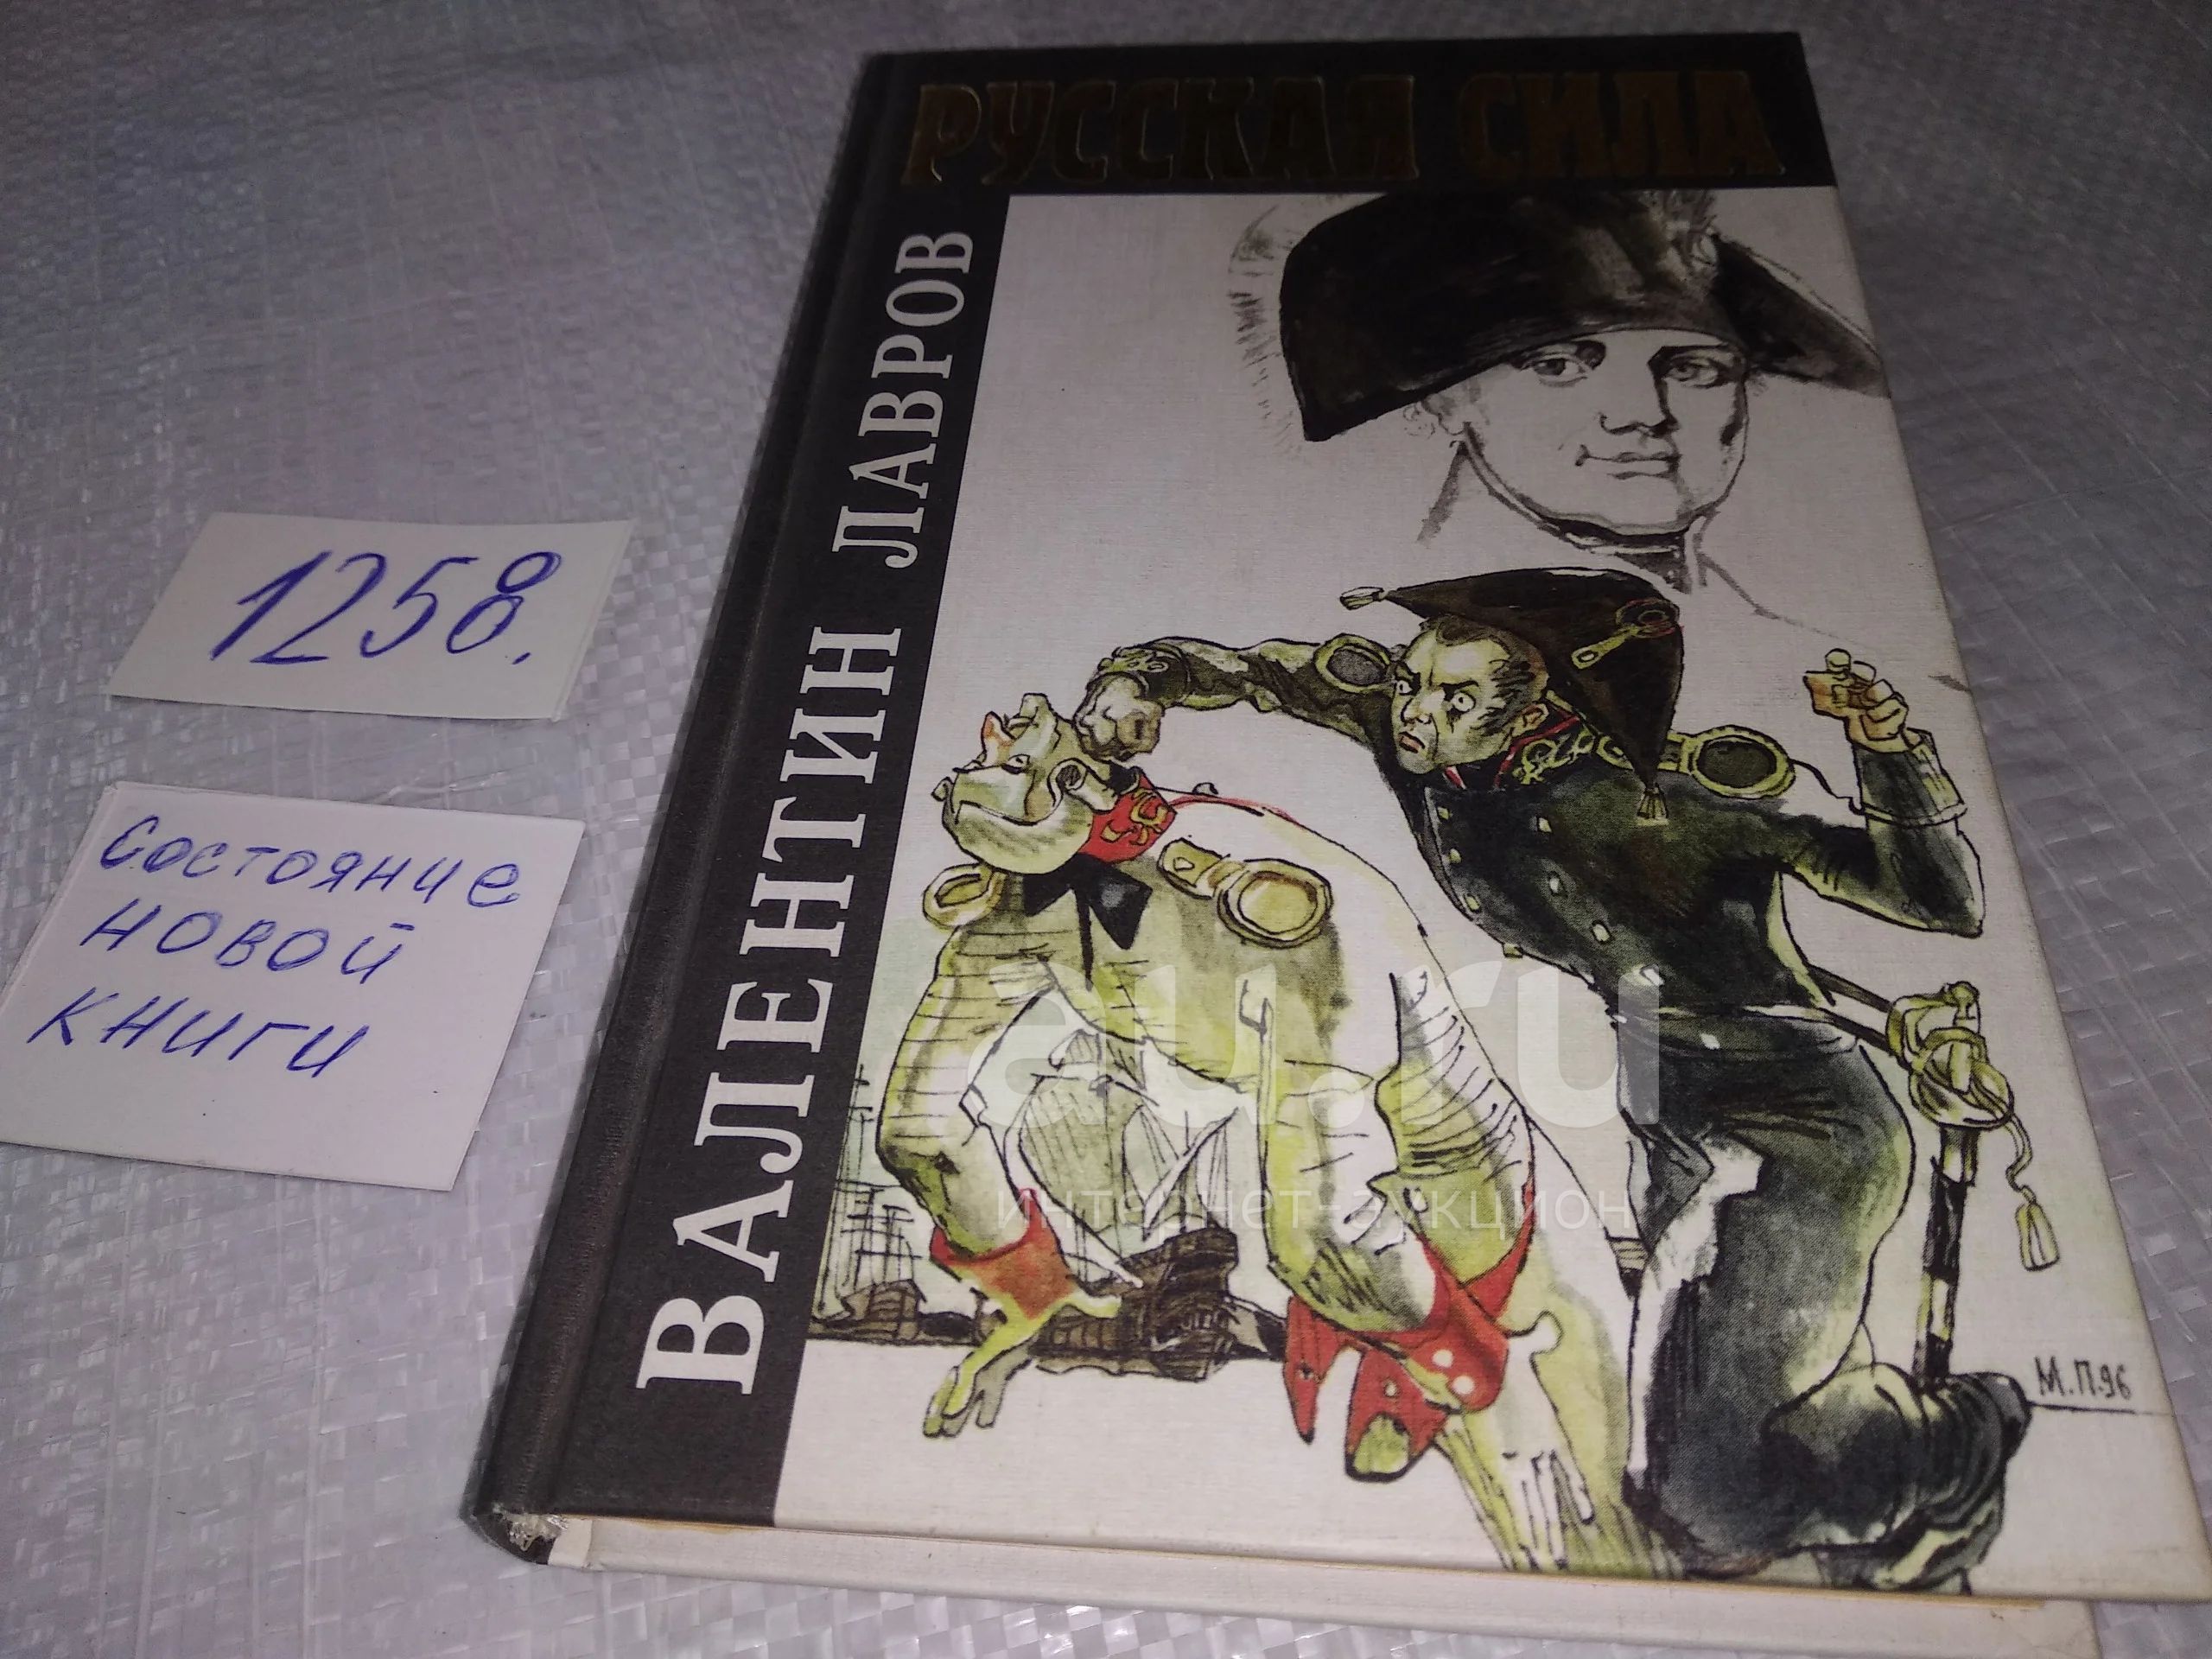 РУССКАЯ СИЛА
ВАЛЕНТИН ЛАВРОВ
1258.
Состояние
новой
книги
au.ru
интернет-аукцион
М.П.96